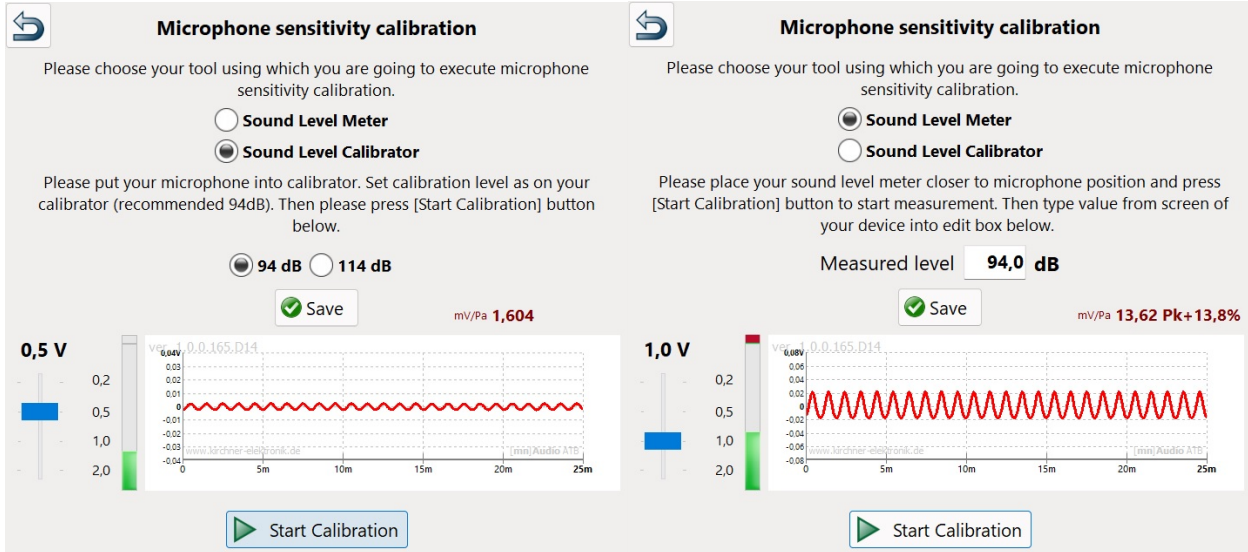 Microphone sensitivity calibration
Please choose your tool using which you are going to execute microphone
sensitivity calibration.
Sound Level Meter
Sound Level Calibrator
Please put your microphone into calibrator. Set calibration level as on your
calibrator (recommended 94dB). Then please press [Start Calibration] button
below.
94 dB 114 dB
Save
mV/Pa 1,604
0,5 V
0,2
0,5
1,0
2,0
ver. 1.0.0.165.D14
0,04V
0,03
0,02
0,01
0
-0,01
-0,02
-0,03
-0,04
www.kirchner-elektronik.de
[mn]Audio ATB
0 5m 10m 15m 20m 25m
Start Calibration
Microphone sensitivity calibration
Please choose your tool using which you are going to execute microphone
sensitivity calibration.
Sound Level Meter
Sound Level Calibrator
Please place your sound level meter closer to microphone position and press
[Start Calibration] button to start measurement. Then type value from screen of
your device into edit box below.
Measured level 94,0 dB
Save
mV/Pa 13,62 Pk+13,8%
1,0 V
0,2
0,5
1,0
2,0
ver. 1.0.0.165.D14
0,08V
0,06
0,04
0,02
0
-0,02
-0,04
-0,06
-0,08
www.kirchner-elektronik.de
[mn]Audio ATB
0 5m 10m 15m 20m 25m
Start Calibration